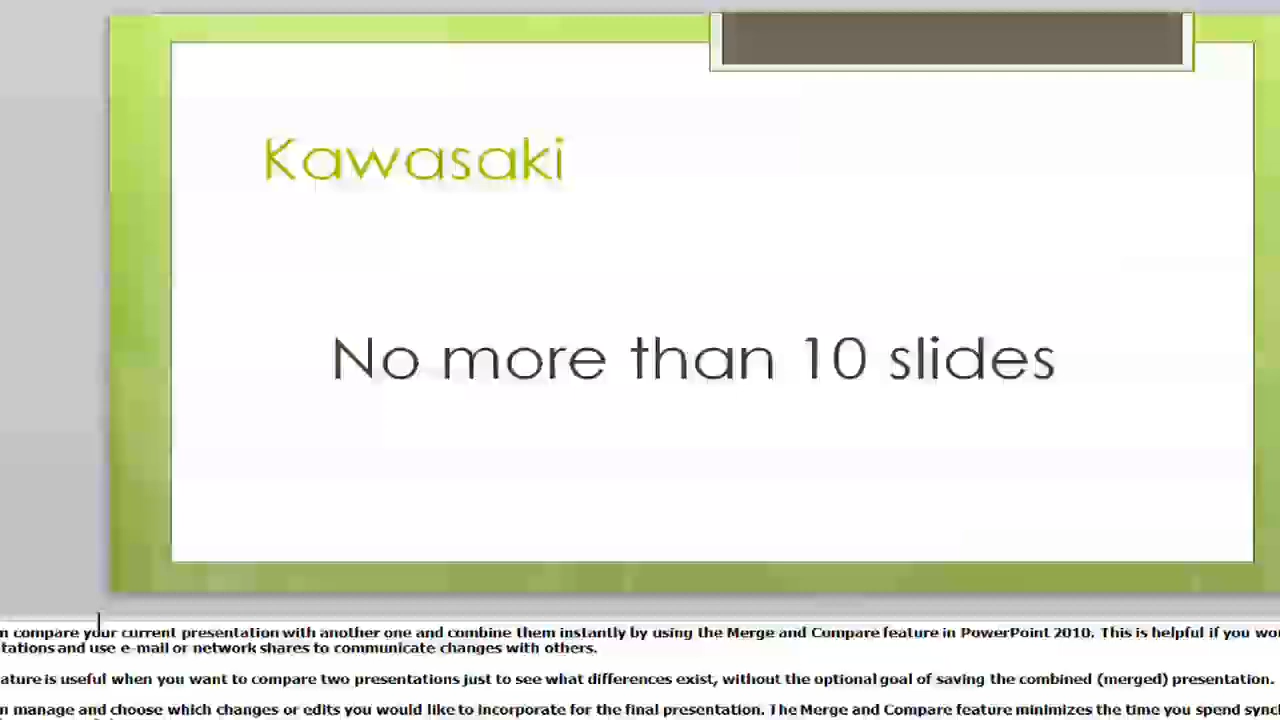 Kawasaki
No more than 10 slides
compare your current presentation with another one and combine them instantly by using the Merge and Compare feature in PowerPoint 2010. This is helpful if you
and use e-mail or network shares to communicate changes with others.
is useful when you want to compare two presentations just to see what differences exist, without the optional goal of saving the combined (merged) presentation.
manage and choose which changes or edits you would like to incorporate for the final presentation. The Merge and Compare feature minimizes the time you spend